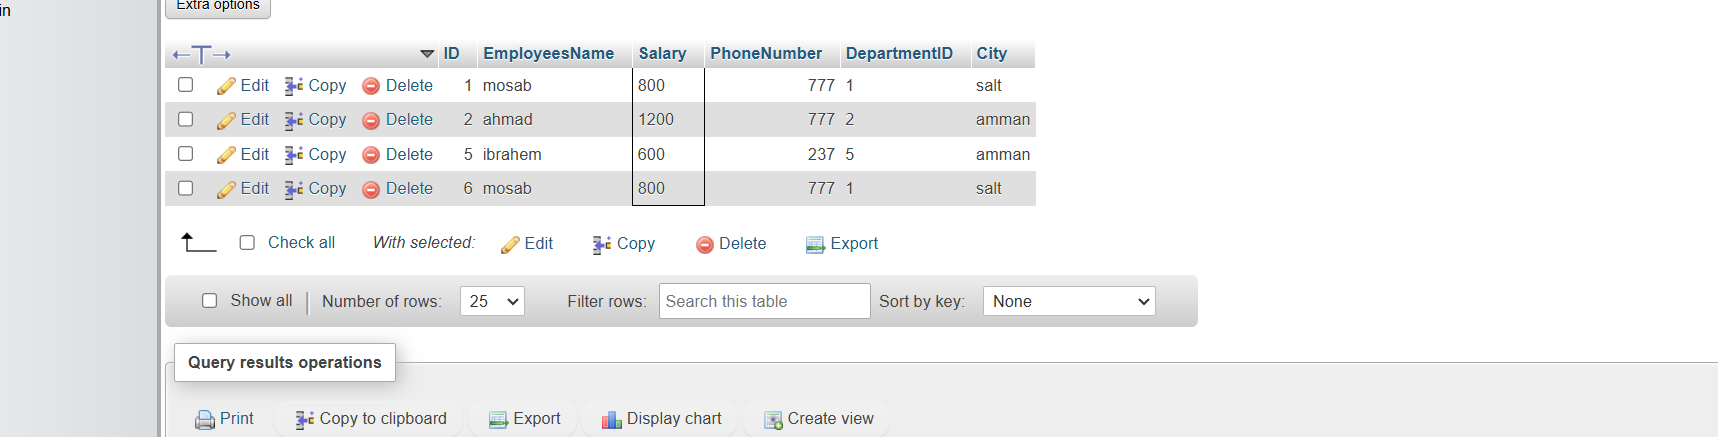 in
Extra options
ID EmployeesName Salary PhoneNumber DepartmentID City
Edit Copy Delete 1 mosab 800 777 1 salt
Edit Copy Delete 2 ahmad 1200 777 2 amman
Edit Copy Delete 5 ibrahem 600 237 5 amman
Edit Copy Delete 6 mosab 800 777 1 salt
Check all With selected: Edit Copy Delete Export
Show all Number of rows: 25 Filter rows: Search this table Sort by key: None
Query results operations
Print Copy to clipboard Export Display chart Create view